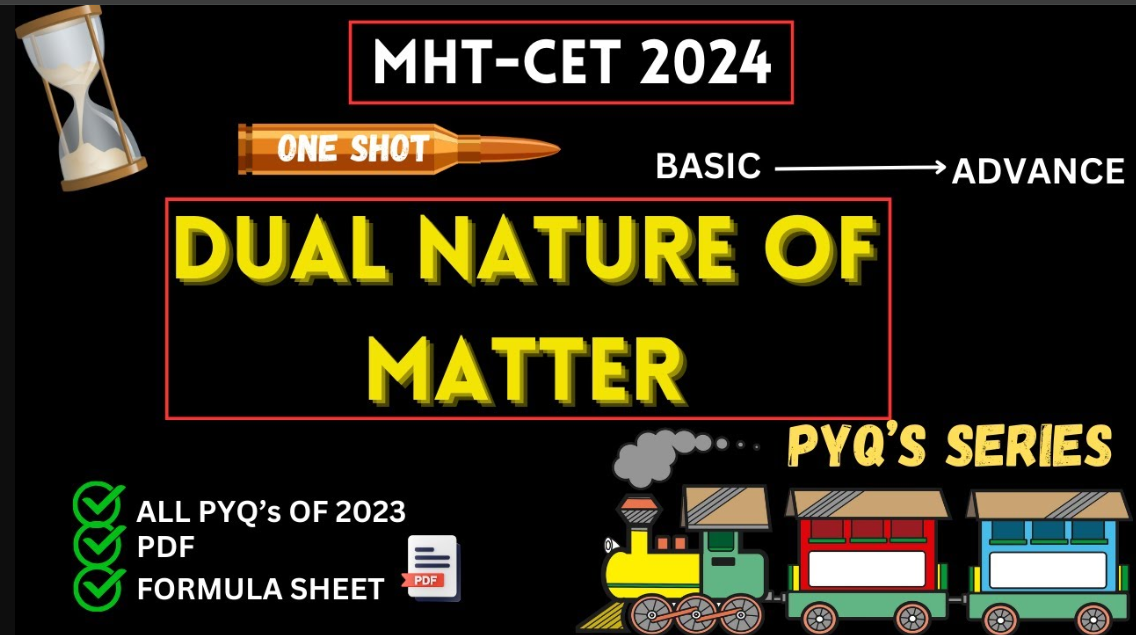 MHT-CET 2024
ONE SHOT
BASIC ADVANCE
DUAL NATURE OF
MATTER
PYQ'S SERIES
ALL PYQ's OF 2023
PDF
FORMULA SHEET
PDF